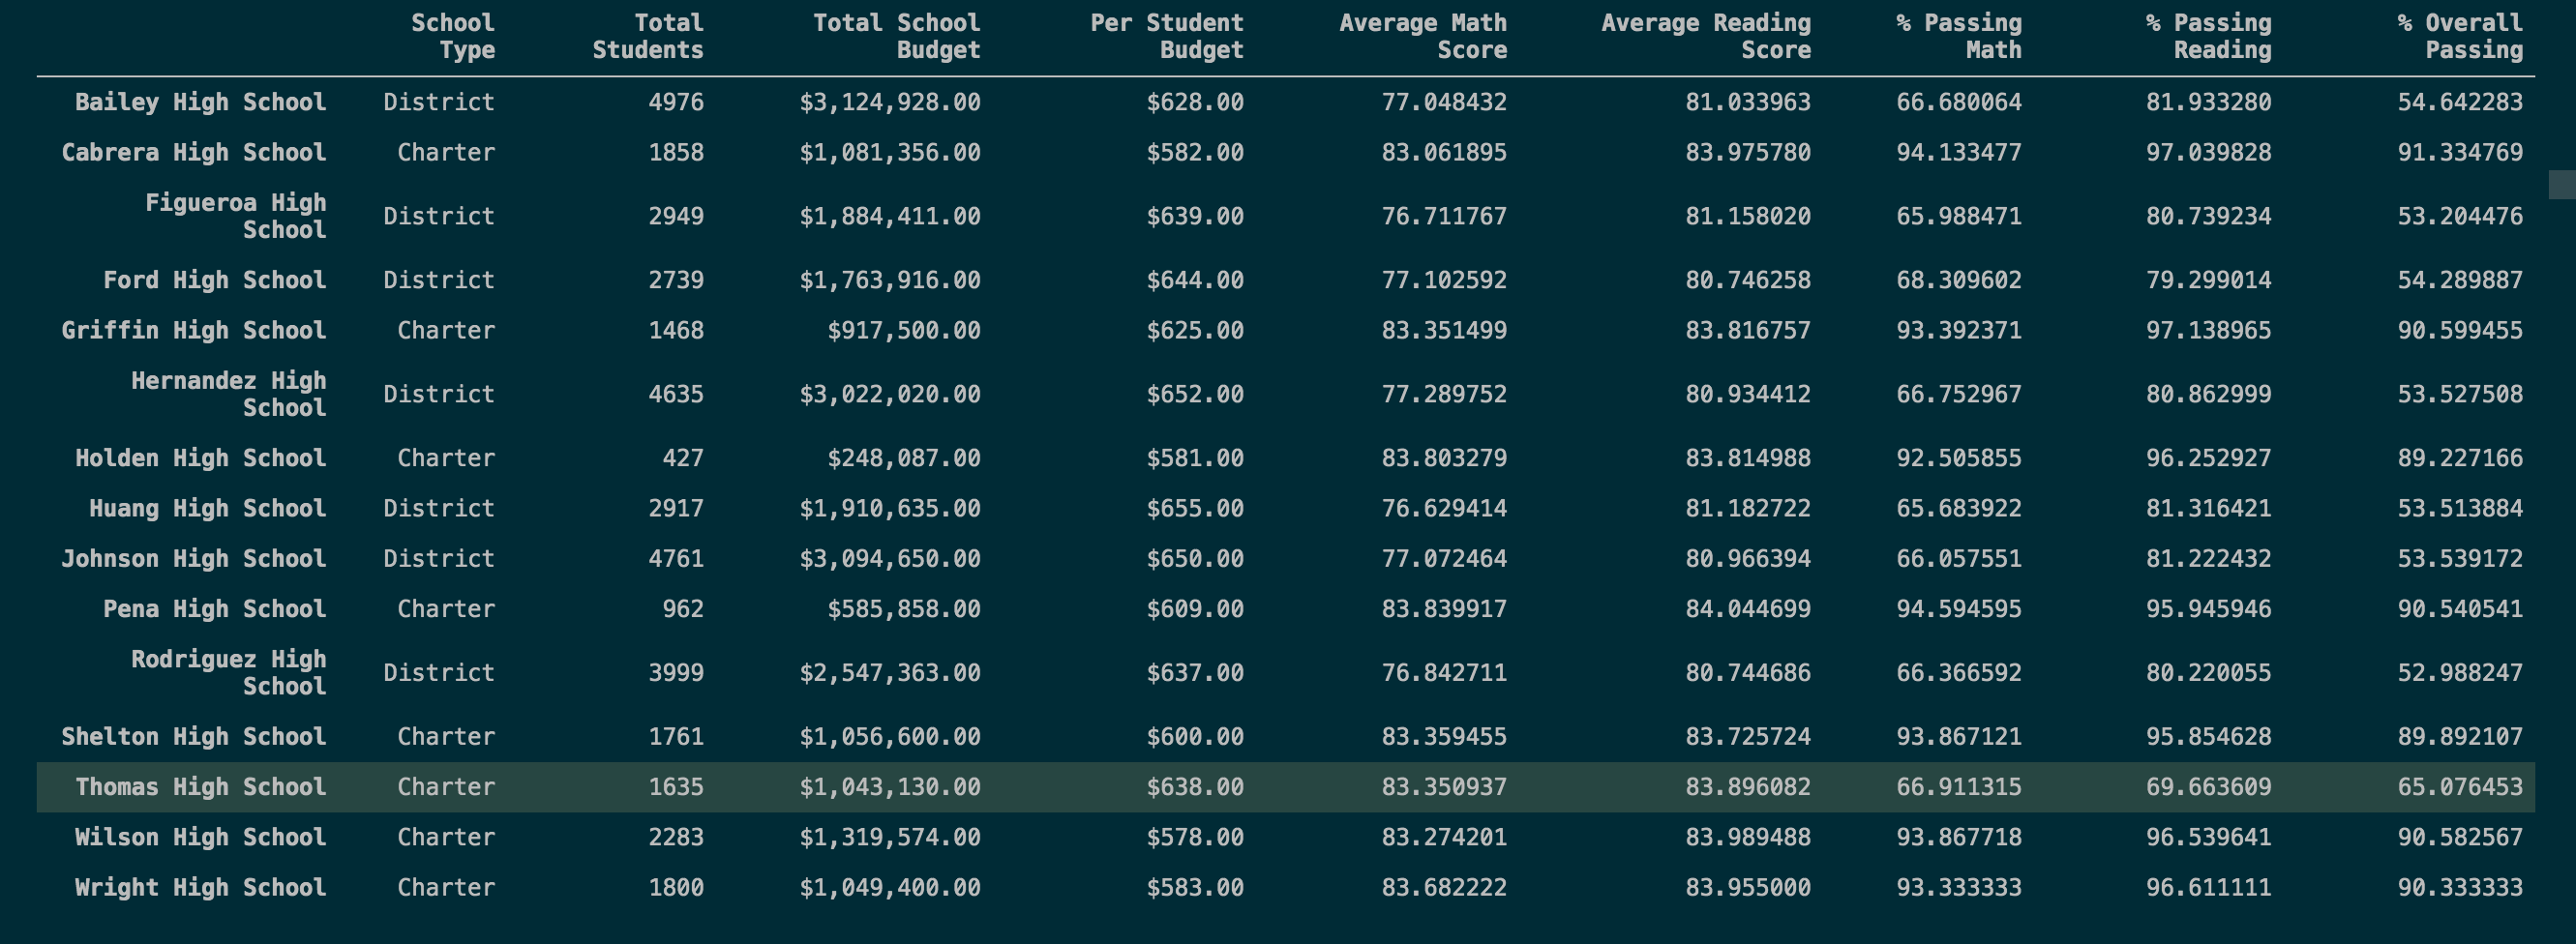 School Type Total Students Total School Budget Per Student Budget Average Math Score Average Reading Score % Passing Math % Passing Reading % Overall Passing
Bailey High School District 4976 $3,124,928.00 $628.00 77.048432 81.033963 66.680064 81.933280 54.642283
Cabrera High School Charter 1858 $1,081,356.00 $582.00 83.061895 83.975780 94.133477 97.039828 91.334769
Figueroa High School District 2949 $1,884,411.00 $639.00 76.711767 81.158020 65.988471 80.739234 53.204476
Ford High School District 2739 $1,763,916.00 $644.00 77.102592 80.746258 68.309602 79.299014 54.289887
Griffin High School Charter 1468 $917,500.00 $625.00 83.351499 83.816757 93.392371 97.138965 90.599455
Hernandez High School District 4635 $3,022,020.00 $652.00 77.289752 80.934412 66.752967 80.862999 53.527508
Holden High School Charter 427 $248,087.00 $581.00 83.803279 83.814988 92.505855 96.252927 89.227166
Huang High School District 2917 $1,910,635.00 $655.00 76.629414 81.182722 65.683922 81.316421 53.513884
Johnson High School District 4761 $3,094,650.00 $650.00 77.072464 80.966394 66.057551 81.222432 53.539172
Pena High School Charter 962 $585,858.00 $609.00 83.839917 84.044699 94.594595 95.945946 90.540541
Rodriguez High School District 3999 $2,547,363.00 $637.00 76.842711 80.744686 66.366592 80.220055 52.988247
Shelton High School Charter 1761 $1,056,600.00 $600.00 83.359455 83.725724 93.867121 95.854628 89.892107
Thomas High School Charter 1635 $1,043,130.00 $638.00 83.350937 83.896082 66.911315 69.663609 65.076453
Wilson High School Charter 2283 $1,319,574.00 $578.00 83.274201 83.989488 93.867718 96.539641 90.582567
Wright High School Charter 1800 $1,049,400.00 $583.00 83.682222 83.955000 93.333333 96.611111 90.333333